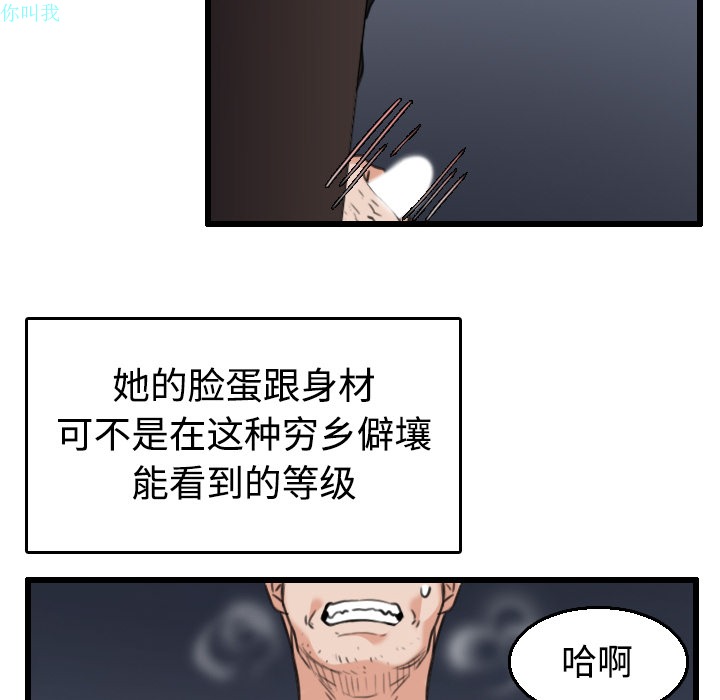 你叫我
她的脸蛋跟身材
可不是在这种穷乡僻壤
能看到的等级
哈啊